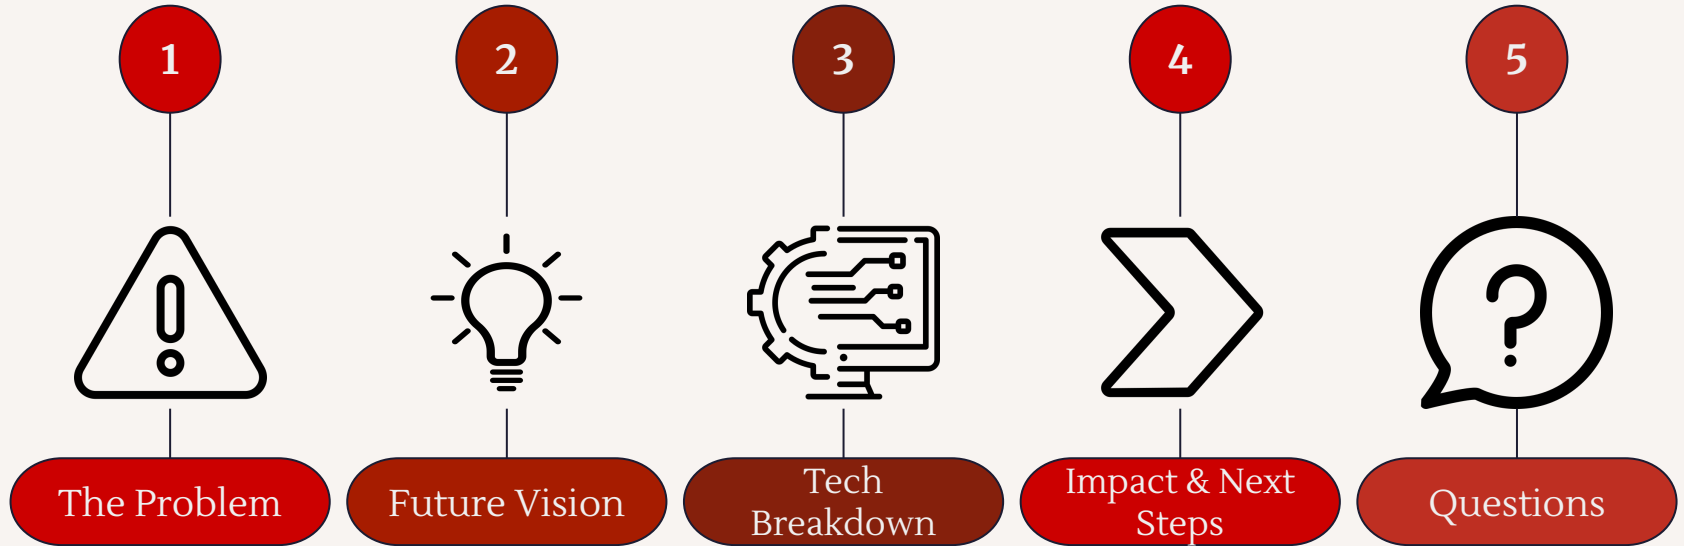 1
2
3
4
5
The Problem
Future Vision
Tech
Breakdown
Impact & Next
Steps
Questions